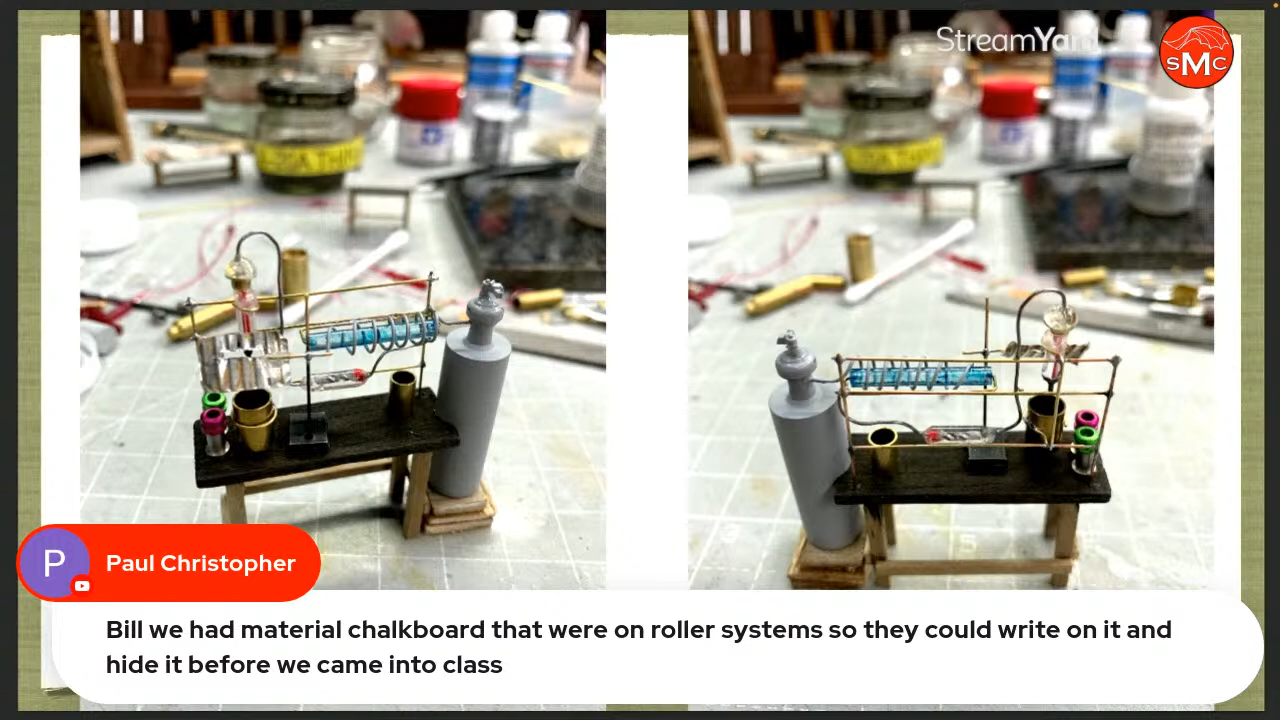 StreamYard
SMC
P
Paul Christopher
Bill we had material chalkboard that were on roller systems so they could write on it and
hide it before we came into class